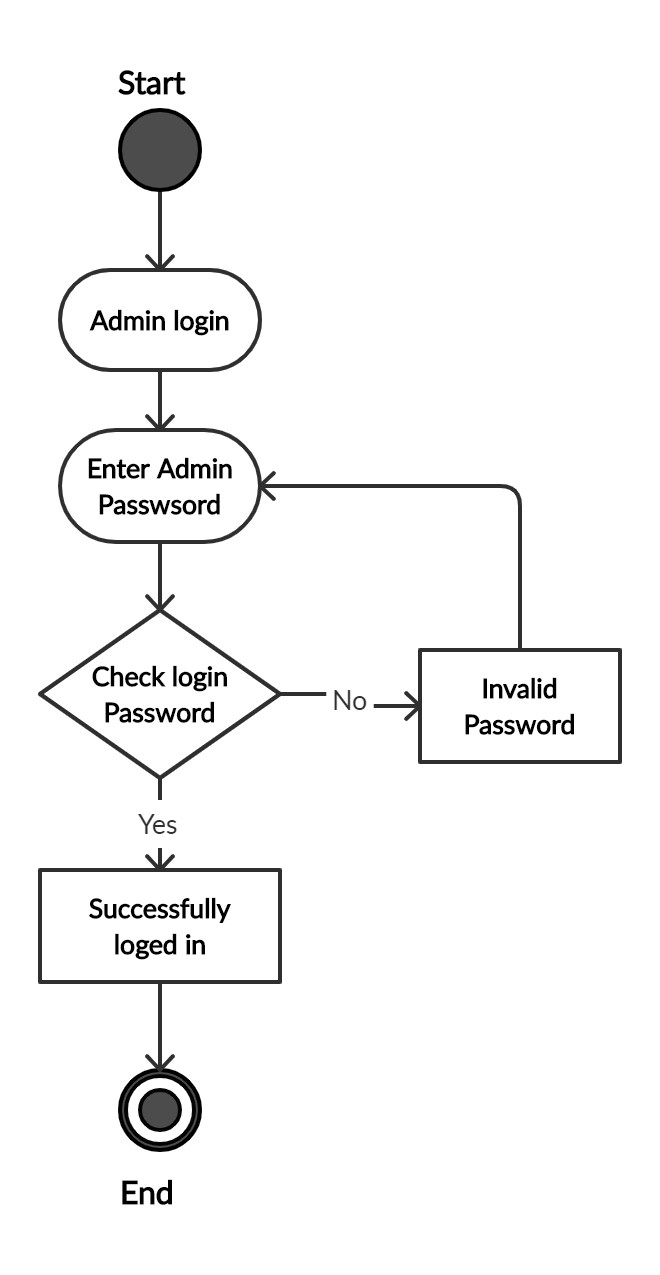 Start
Admin login
Enter Admin
Passwsord
Check login
Password
No
Invalid
Password
Yes
Successfully
loged in
End